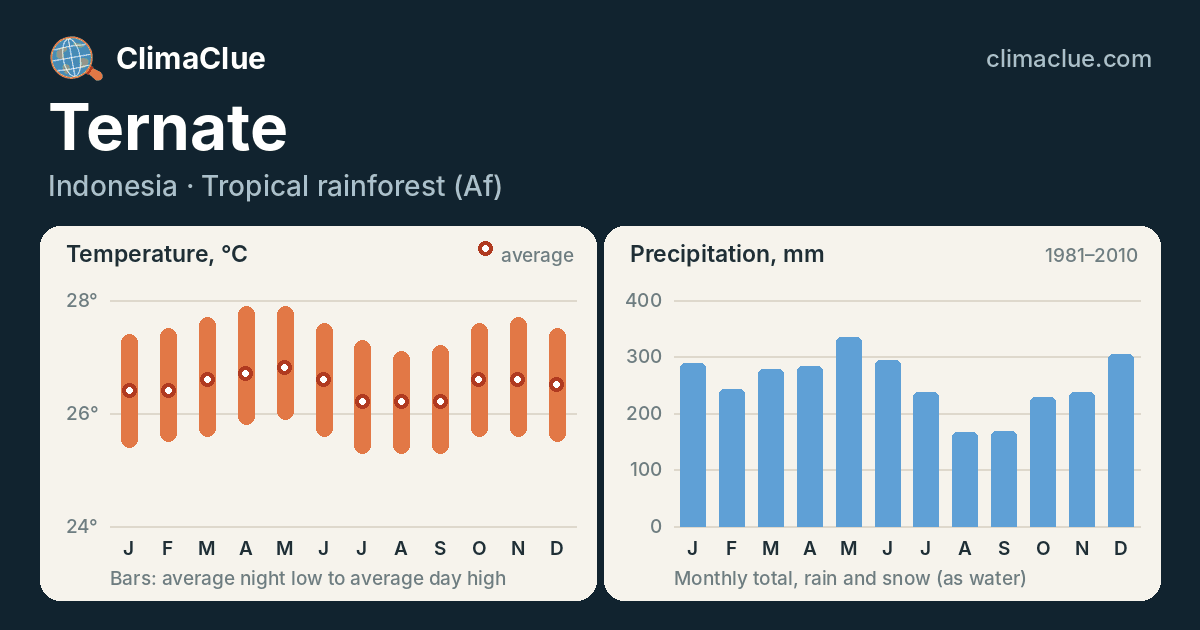 ClimaClue
climaclue.com
Ternate
Indonesia · Tropical rainforest (Af)
Temperature, °C
average
28°
26°
24°
J F M A M J J A S O N D
Bars: average night low to average day high
Precipitation, mm
1981–2010
400
300
200
100
0
J F M A M J J A S O N D
Monthly total, rain and snow (as water)